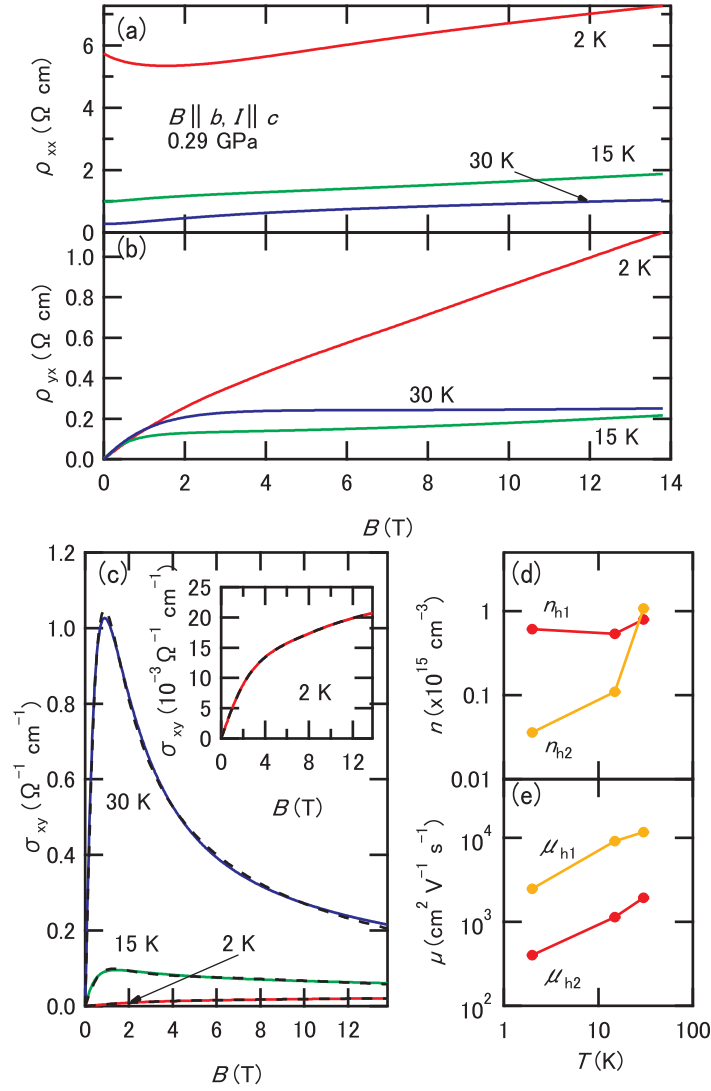 (a)
6
4
2
0
ρxx (Ω cm)
2 K
B || b, I || c
0.29 GPa
30 K
15 K
(b)
1.0
0.8
0.6
0.4
0.2
0.0
ρyx (Ω cm)
2 K
30 K
15 K
0 2 4 6 8 10 12 14
B (T)
(c)
1.2
1.0
0.8
0.6
0.4
0.2
0.0
σxy (Ω⁻¹ cm⁻¹)
30 K
15 K
2 K
0 2 4 6 8 10 12
B (T)
25
20
15
10
5
0
σxy (10⁻³ Ω⁻¹ cm⁻¹)
2 K
0 4 8 12
B (T)
(d)
1
0.1
0.01
n (x10¹⁵ cm⁻³)
nh1
nh2
(e)
10⁴
10³
10²
μ (cm² V⁻¹ s⁻¹)
μh1
μh2
1 10 100
T (K)